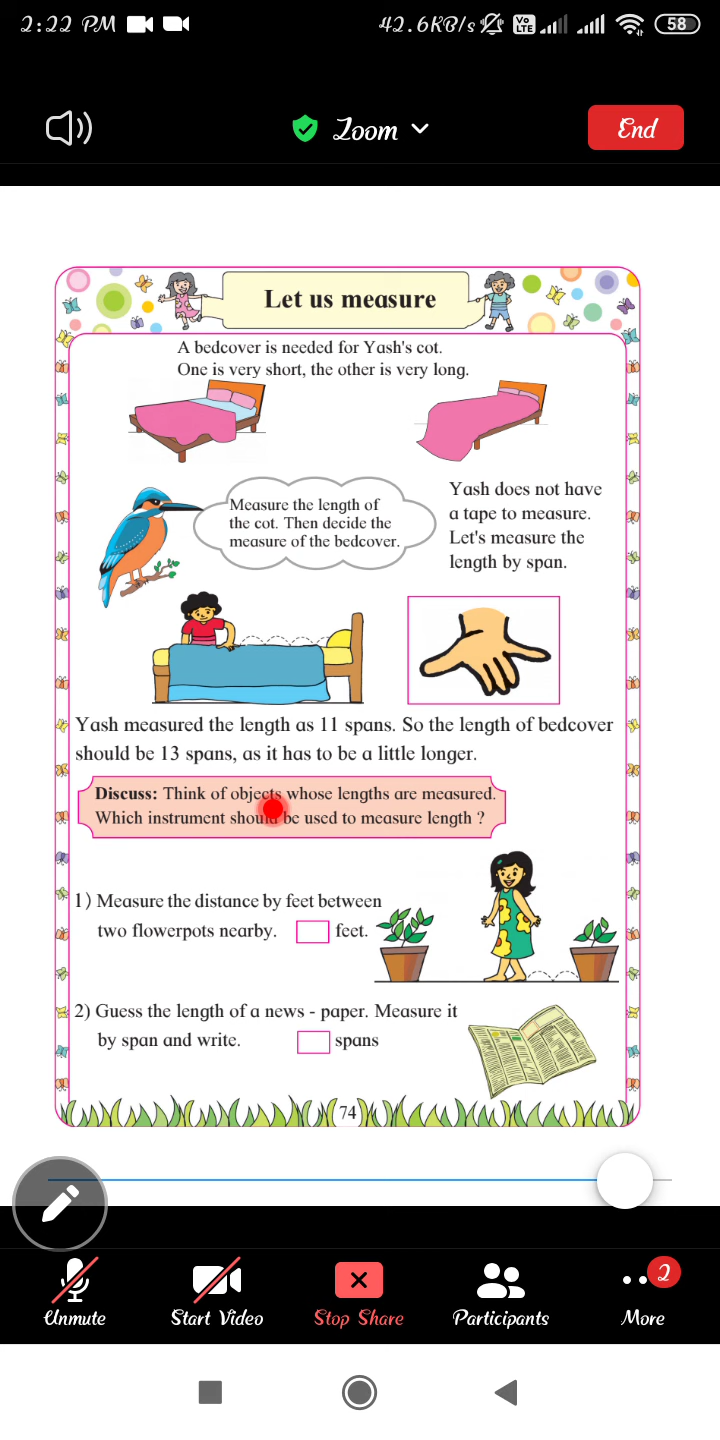 2:22 PM 42.6KB/s Vo LTE 58
Zoom End
Let us measure
A bedcover is needed for Yash's cot.
One is very short, the other is very long.
Measure the length of
the cot. Then decide the
measure of the bedcover.
Yash does not have
a tape to measure.
Let's measure the
length by span.
Yash measured the length as 11 spans. So the length of bedcover
should be 13 spans, as it has to be a little longer.
Discuss: Think of objects whose lengths are measured.
Which instrument should be used to measure length ?
1) Measure the distance by feet between
two flowerpots nearby. feet.
2) Guess the length of a news - paper. Measure it
by span and write. spans
74
2
Unmute Start Video Stop Share Participants More